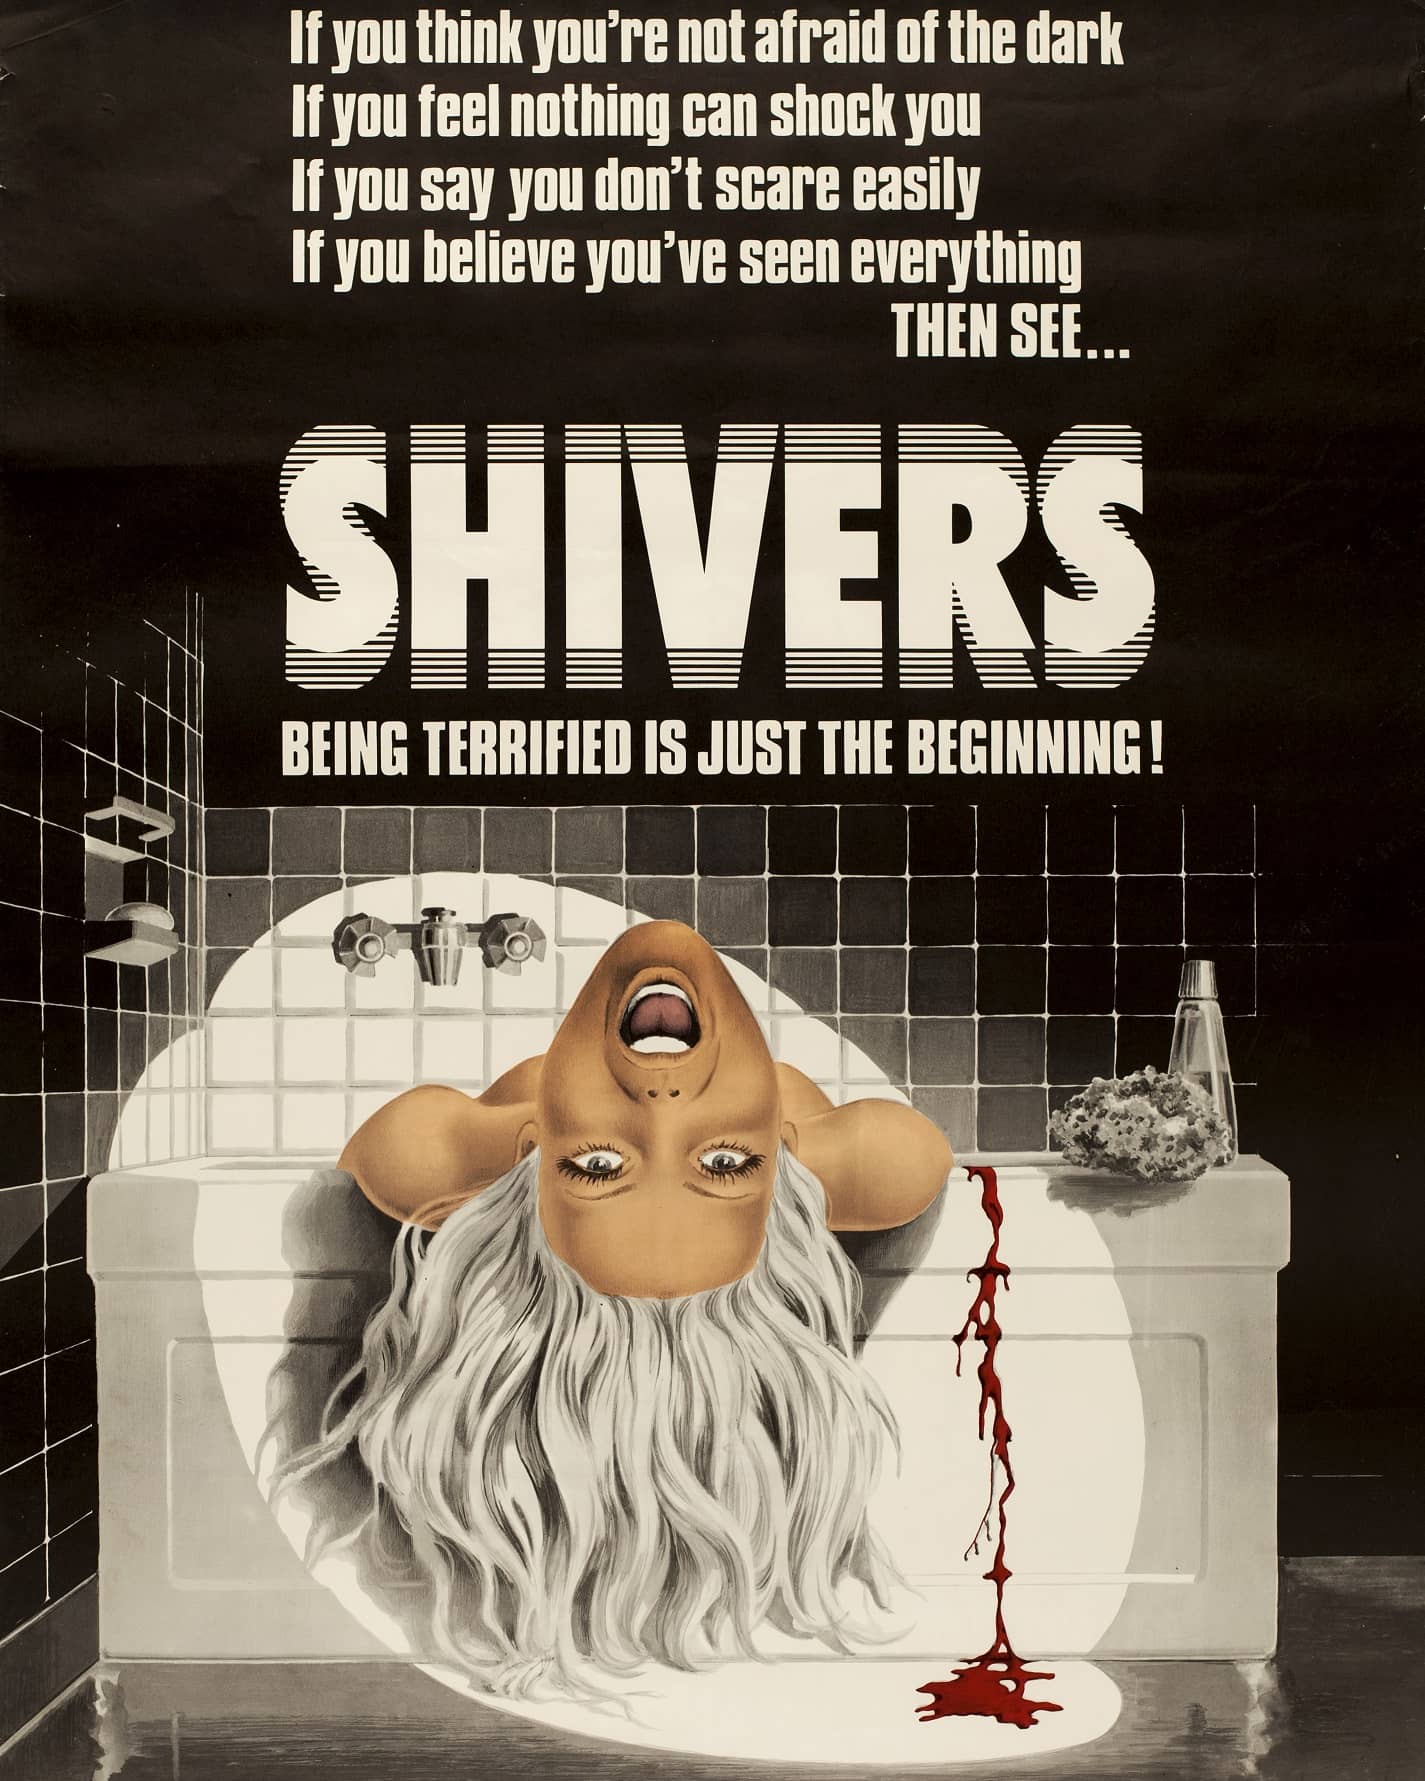 If you think you're not afraid of the dark
If you feel nothing can shock you
If you say you don't scare easily
If you believe you've seen everything
THEN SEE...
SHIVERS
BEING TERRIFIED IS JUST THE BEGINNING!